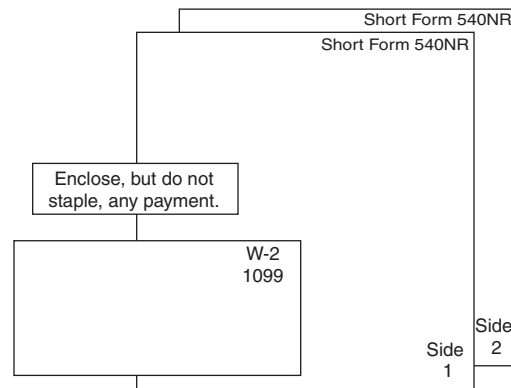 Short Form 540NR
Short Form 540NR
Enclose, but do not
staple, any payment.
W-2
1099
Side
2
Side
1